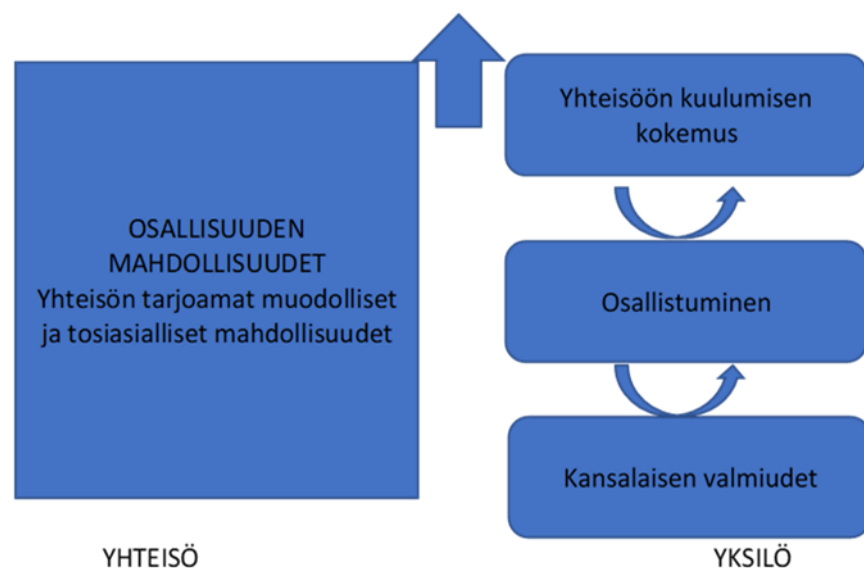 OSALLISUUDEN
MAHDOLLISUUDET
Yhteisön tarjoamat muodolliset
ja tosiasialliset mahdollisuudet
YHTEISÖ
Yhteisöön kuulumisen
kokemus
Osallistuminen
Kansalaisen valmiudet
YKSILÖ